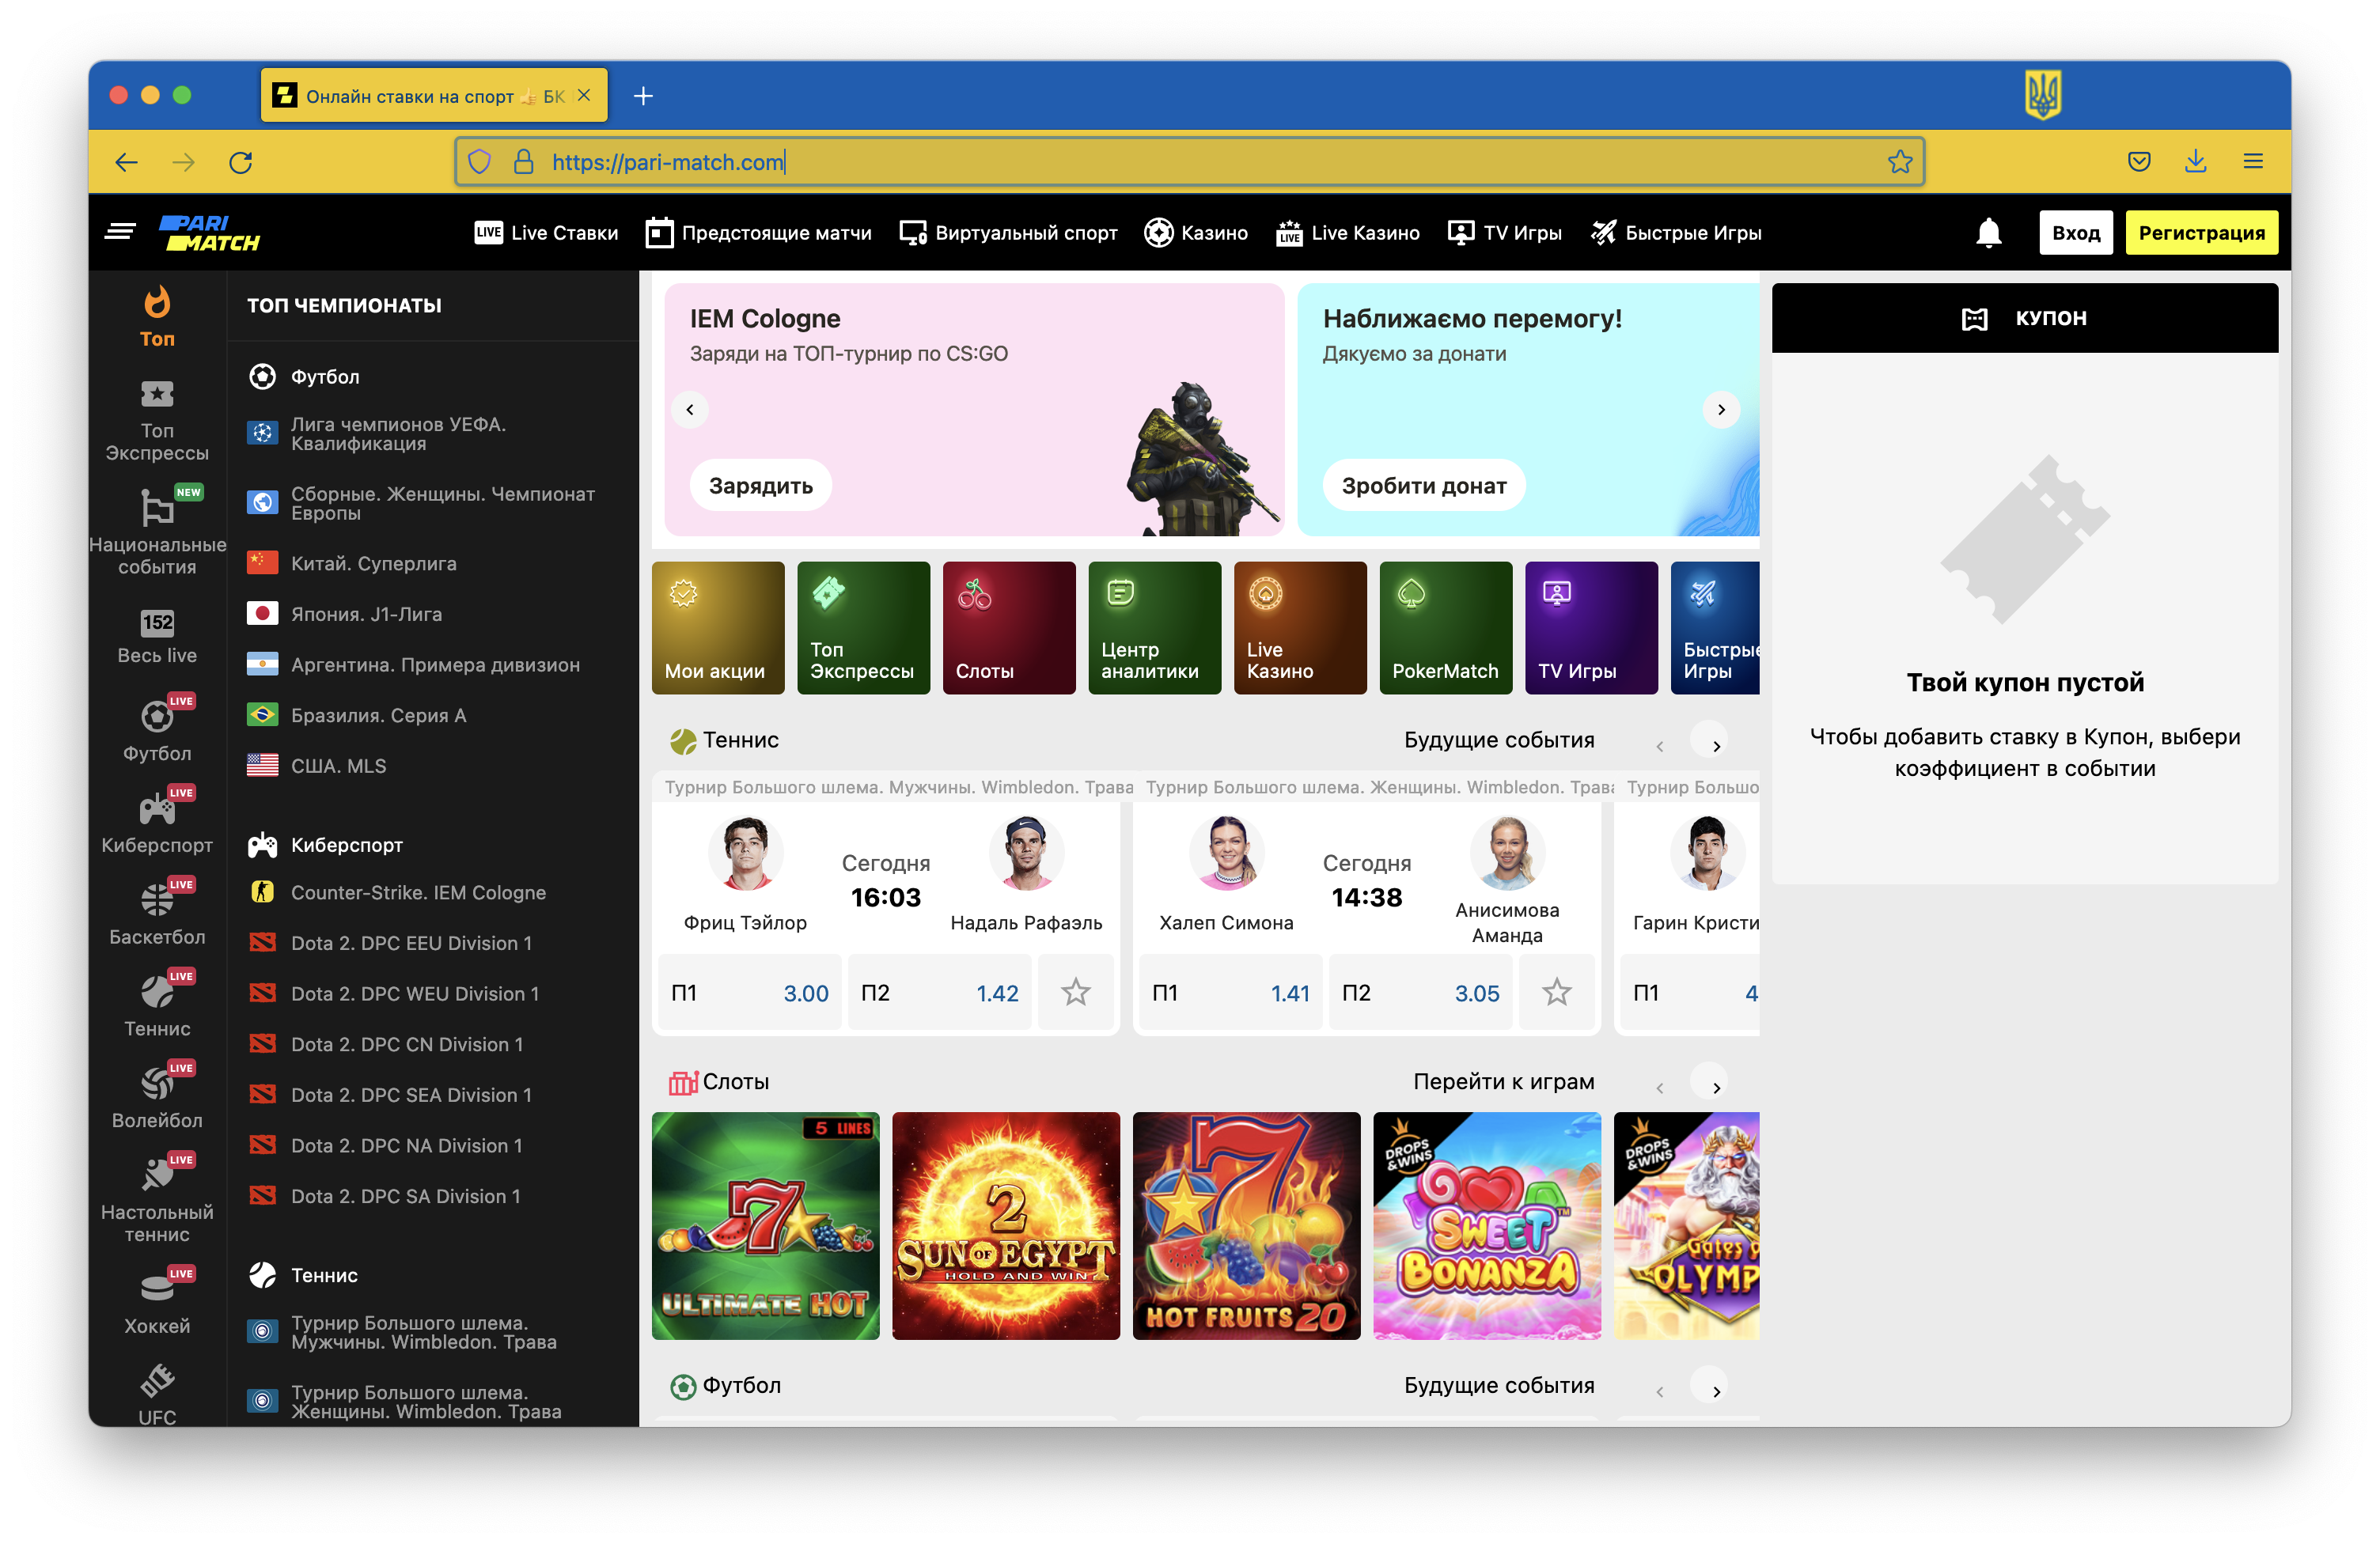 Онлайн ставки на спорт 👍 БК
https://pari-match.com
PARI MATCH
LIVE Live Ставки
Предстоящие матчи
Виртуальный спорт
Казино
LIVE Live Казино
TV Игры
Быстрые Игры
Вход
Регистрация
Топ
Топ
Экспрессы
NEW
Национальные
события
152
Весь live
LIVE
Футбол
LIVE
Киберспорт
LIVE
Баскетбол
LIVE
Теннис
LIVE
Волейбол
LIVE
Настольный
теннис
LIVE
Хоккей
UFC
ТОП ЧЕМПИОНАТЫ
Футбол
Лига чемпионов УЕФА.
Квалификация
Сборные. Женщины. Чемпионат
Европы
Китай. Суперлига
Япония. J1-Лига
Аргентина. Примера дивизион
Бразилия. Серия А
США. MLS
Киберспорт
Counter-Strike. IEM Cologne
Dota 2. DPC EEU Division 1
Dota 2. DPC WEU Division 1
Dota 2. DPC CN Division 1
Dota 2. DPC SEA Division 1
Dota 2. DPC NA Division 1
Dota 2. DPC SA Division 1
Теннис
Турнир Большого шлема.
Мужчины. Wimbledon. Трава
Турнир Большого шлема.
Женщины. Wimbledon. Трава
IEM Cologne
Заряди на ТОП-турнир по CS:GO
Зарядить
Наближаємо перемогу!
Дякуємо за донати
Зробити донат
Мои акции
Топ
Экспрессы
Слоты
Центр
аналитики
Live
Казино
PokerMatch
TV Игры
Быстрые
Игры
Теннис
Будущие события
Турнир Большого шлема. Мужчины. Wimbledon. Трава
Сегодня
16:03
Фриц Тэйлор
Надаль Рафаэль
П1 3.00
П2 1.42
Турнир Большого шлема. Женщины. Wimbledon. Трава
Сегодня
14:38
Халеп Симона
Анисимова
Аманда
П1 1.41
П2 3.05
Турнир Большо
Гарин Кристи
П1 4
Слоты
Перейти к играм
5 LINES
7
ULTIMATE HOT
2
SUN OF EGYPT
HOLD AND WIN
7
HOT FRUITS 20
DROPS
&WINS
SWEET
BONANZA™
DROPS
&WINS
Gates o
OLYMP
Футбол
Будущие события
КУПОН
Твой купон пустой
Чтобы добавить ставку в Купон, выбери
коэффициент в событии